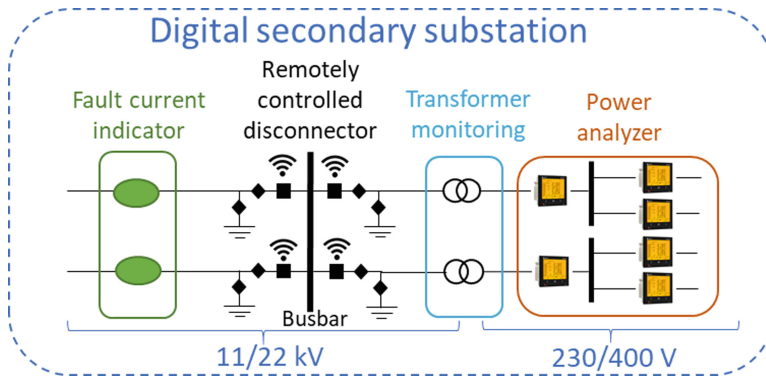 Digital secondary substation
Fault current
indicator
Remotely
controlled
disconnector
Transformer
monitoring
Power
analyzer
Busbar
11/22 kV
230/400 V